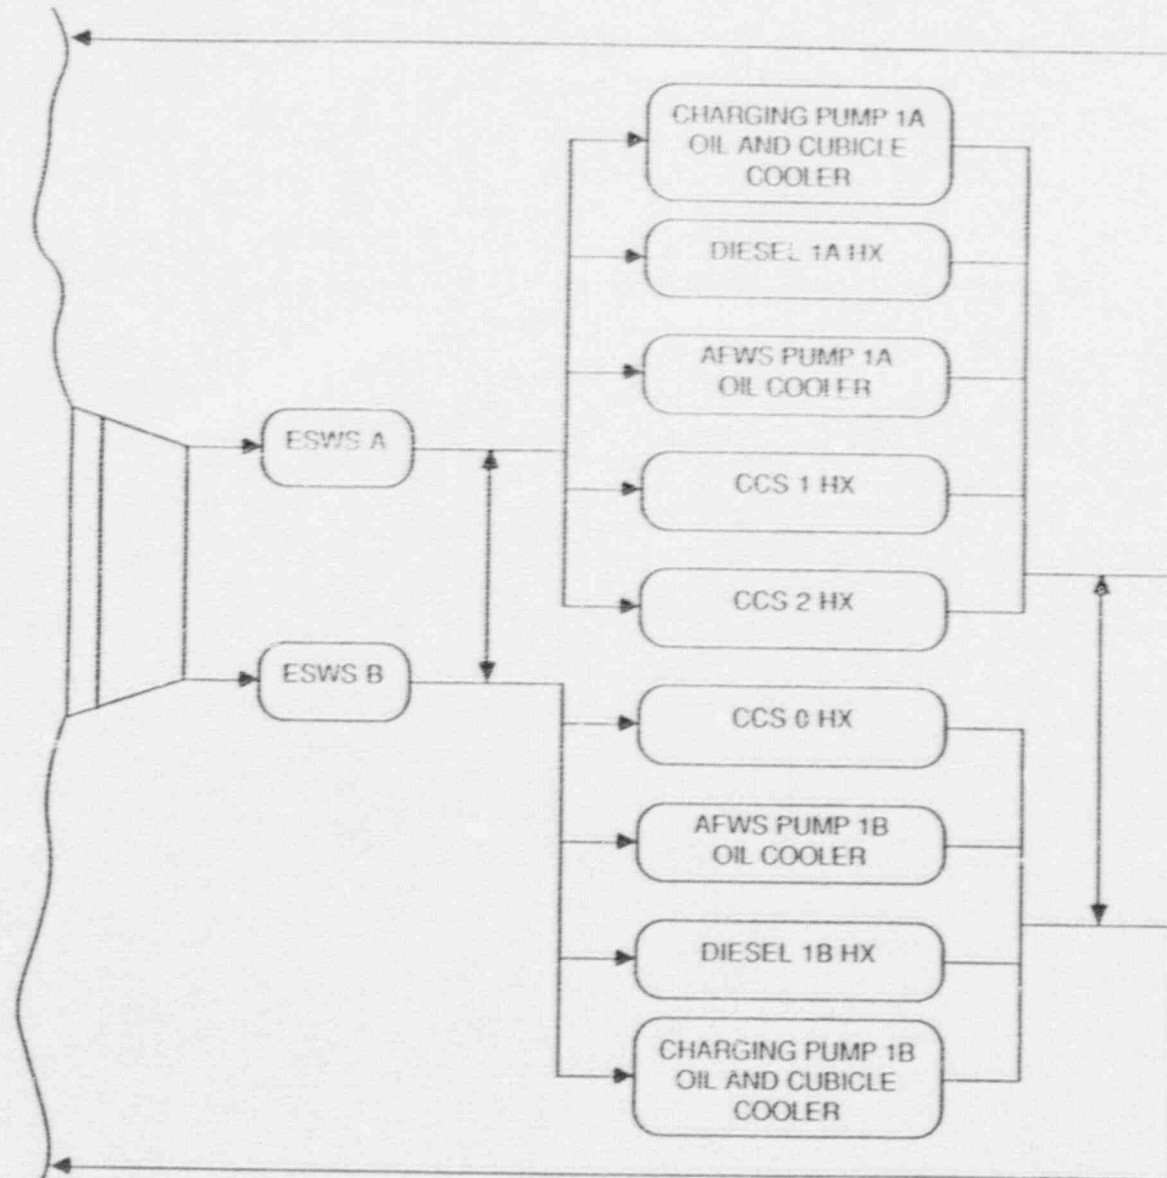 CHARGING PUMP 1A
OIL AND CUBICLE
COOLER
DIESEL 1A HX
AFWS PUMP 1A
OIL COOLER
ESWS A
CCS 1 HX
CCS 2 HX
ESWS B
CCS 0 HX
AFWS PUMP 1B
OIL COOLER
DIESEL 1B HX
CHARGING PUMP 1B
OIL AND CUBICLE
COOLER